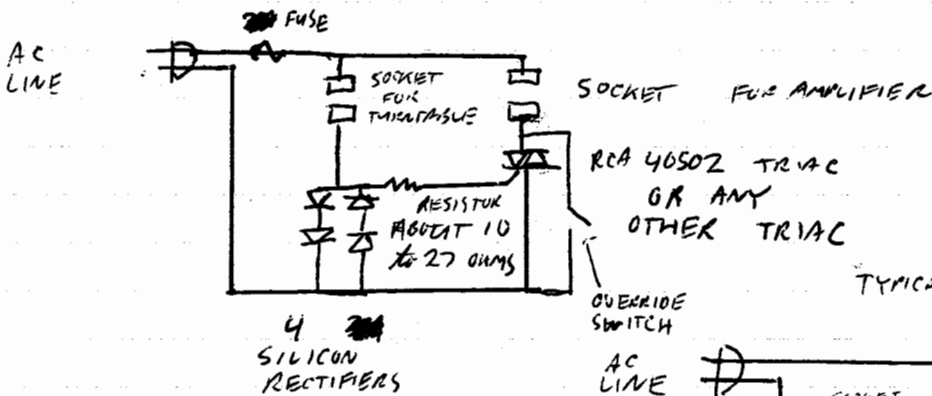 FUSE
AC
LINE
SOCKET
FOR
TURNTABLE
SOCKET FOR AMPLIFIER
RCA 40502 TRIAC
OR ANY
OTHER TRIAC
RESISTOR
ABOUT 10
to 27 OHMS
OVERRIDE
SWITCH
4
SILICON
RECTIFIERS
AC
LINE